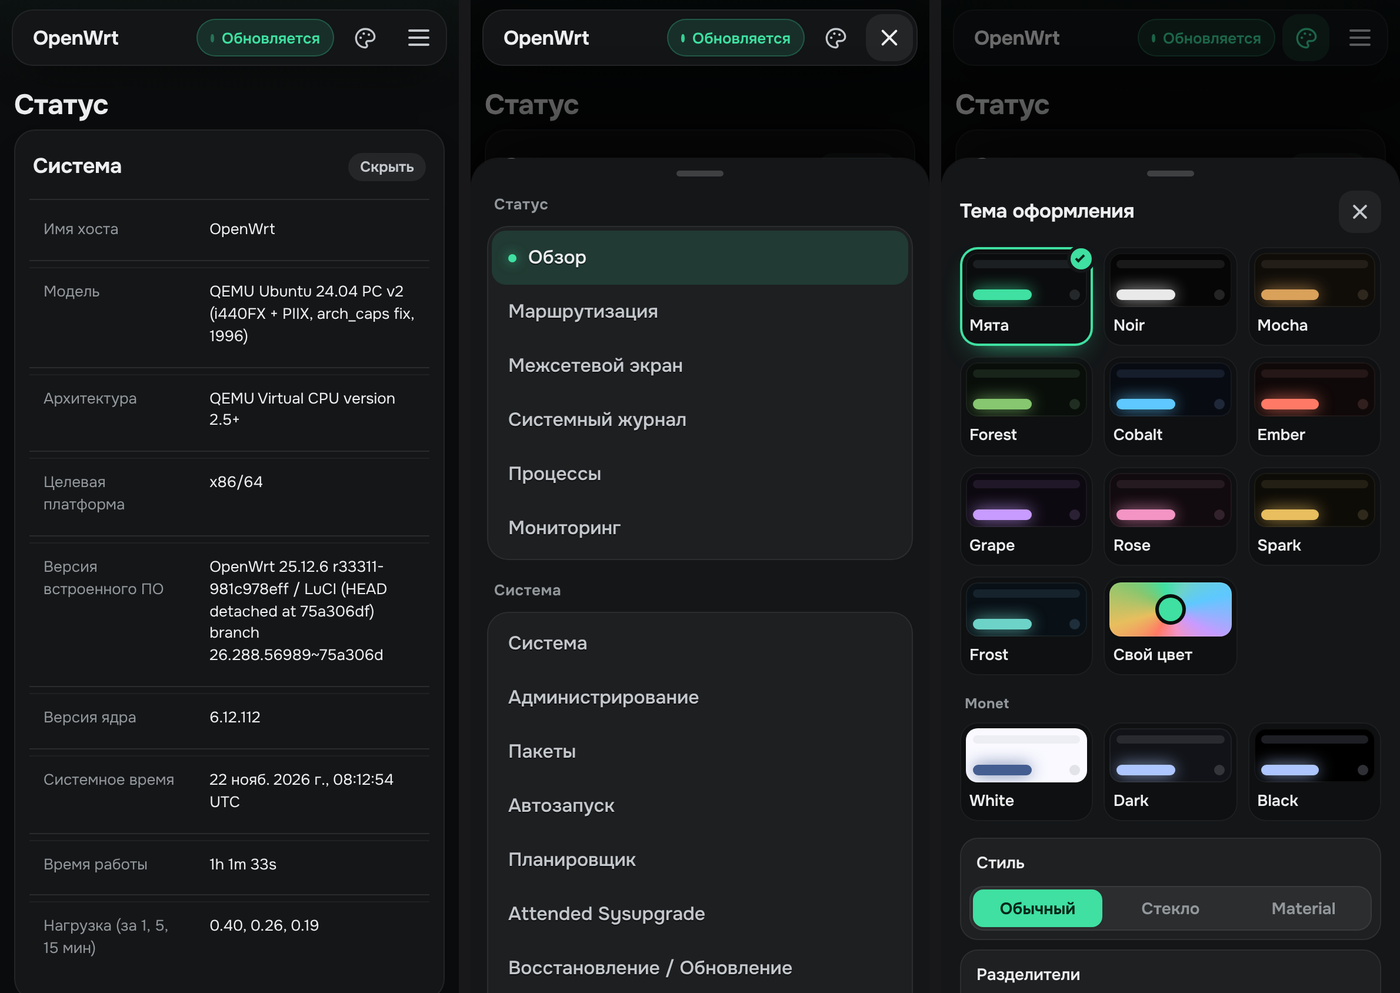 OpenWrt
Обновляется
Статус
Система
Скрыть
Имя хоста
OpenWrt
Модель
QEMU Ubuntu 24.04 PC v2
(i440FX + PIIX, arch_caps fix,
1996)
Архитектура
QEMU Virtual CPU version
2.5+
Целевая
платформа
x86/64
Версия
встроенного ПО
OpenWrt 25.12.6 r33311-
981c978eff / LuCI (HEAD
detached at 75a306df)
branch
26.288.56989~75a306d
Версия ядра
6.12.112
Системное время
22 нояб. 2026 г., 08:12:54
UTC
Время работы
1h 1m 33s
Нагрузка (за 1, 5,
15 мин)
0.40, 0.26, 0.19
OpenWrt
Обновляется
Статус
Статус
Обзор
Маршрутизация
Межсетевой экран
Системный журнал
Процессы
Мониторинг
Система
Система
Администрирование
Пакеты
Автозапуск
Планировщик
Attended Sysupgrade
Восстановление / Обновление
OpenWrt
Обновляется
Статус
Тема оформления
Мята
Noir
Mocha
Forest
Cobalt
Ember
Grape
Rose
Spark
Frost
Свой цвет
Monet
White
Dark
Black
Стиль
Обычный
Стекло
Material
Разделители